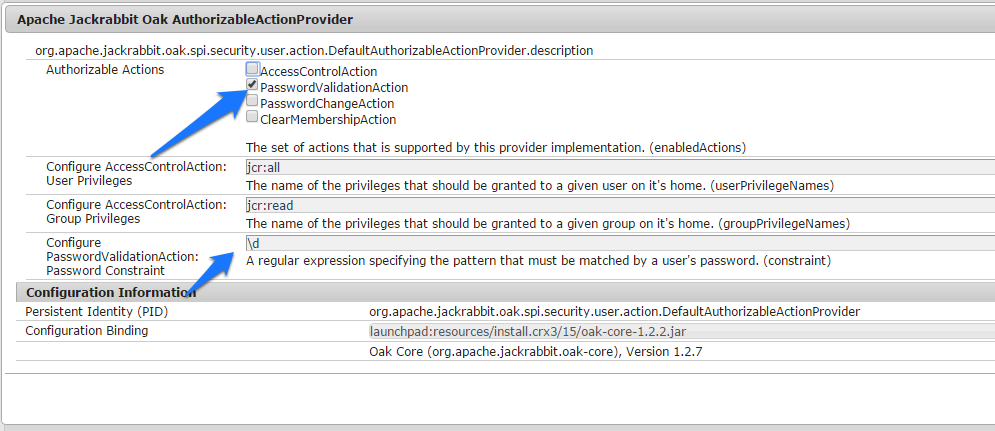 Apache Jackrabbit Oak AuthorizableActionProvider
org.apache.jackrabbit.oak.spi.security.user.action.DefaultAuthorizableActionProvider.description
Authorizable Actions
AccessControlAction
PasswordValidationAction
PasswordChangeAction
ClearMembershipAction
The set of actions that is supported by this provider implementation. (enabledActions)
Configure AccessControlAction:
User Privileges
jcr:all
The name of the privileges that should be granted to a given user on it's home. (userPrivilegeNames)
Configure AccessControlAction:
Group Privileges
jcr:read
The name of the privileges that should be granted to a given group on it's home. (groupPrivilegeNames)
Configure
PasswordValidationAction:
Password Constraint
\d
A regular expression specifying the pattern that must be matched by a user's password. (constraint)
Configuration Information
Persistent Identity (PID)
org.apache.jackrabbit.oak.spi.security.user.action.DefaultAuthorizableActionProvider
Configuration Binding
launchpad:resources/install.crx3/15/oak-core-1.2.2.jar
Oak Core (org.apache.jackrabbit.oak-core), Version 1.2.7